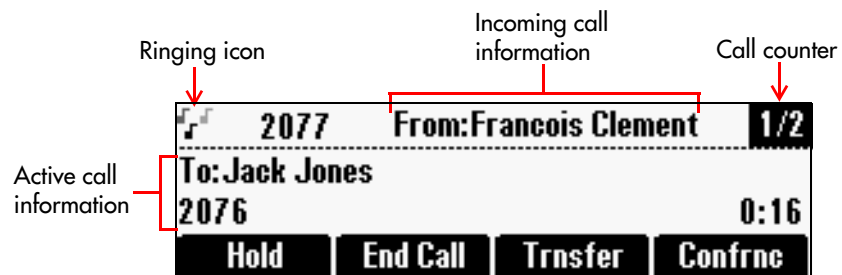 Ringing icon
Incoming call
information
Call counter
2077 From:Francois Clement 1/2
Active call
information
To:Jack Jones
2076 0:16
Hold End Call Trnsfer Confrnc